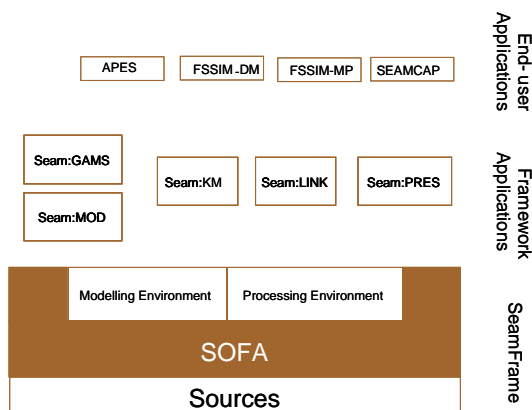 APES
FSSIM-DM
FSSIM-MP
SEAMCAP
End- user
Applications
Seam:GAMS
Seam:KM
Seam:LINK
Seam:PRES
Seam:MOD
Framework
Applications
Modelling Environment
Processing Environment
SOFA
Sources
SeamFrame